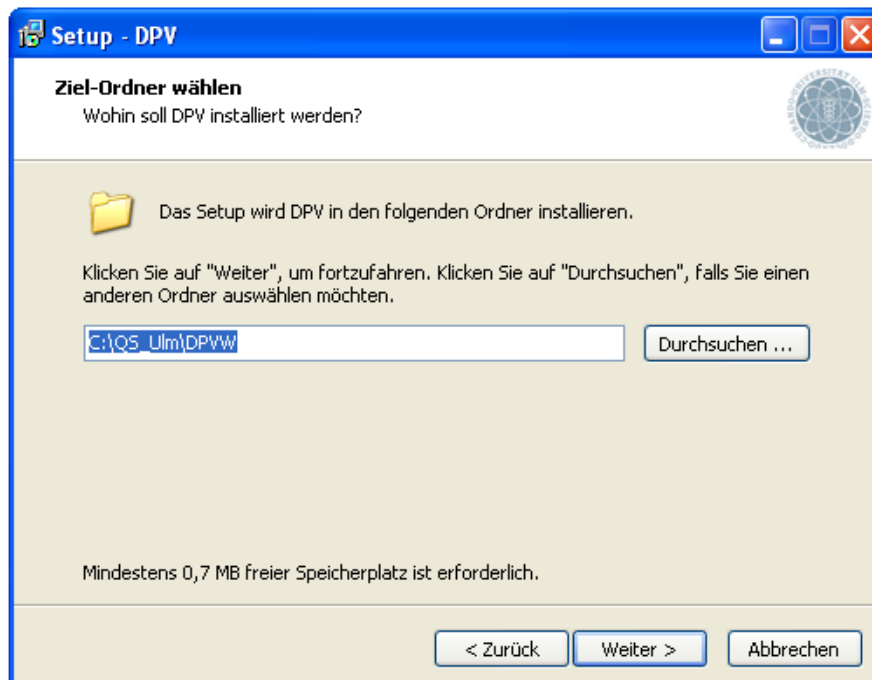 Setup - DPV
Ziel-Ordner wählen
Wohin soll DPV installiert werden?
Das Setup wird DPV in den folgenden Ordner installieren.
Klicken Sie auf "Weiter", um fortzufahren. Klicken Sie auf "Durchsuchen", falls Sie einen
anderen Ordner auswählen möchten.
C:\QS_Ulm\DPVW
Durchsuchen ...
Mindestens 0,7 MB freier Speicherplatz ist erforderlich.
< Zurück
Weiter >
Abbrechen